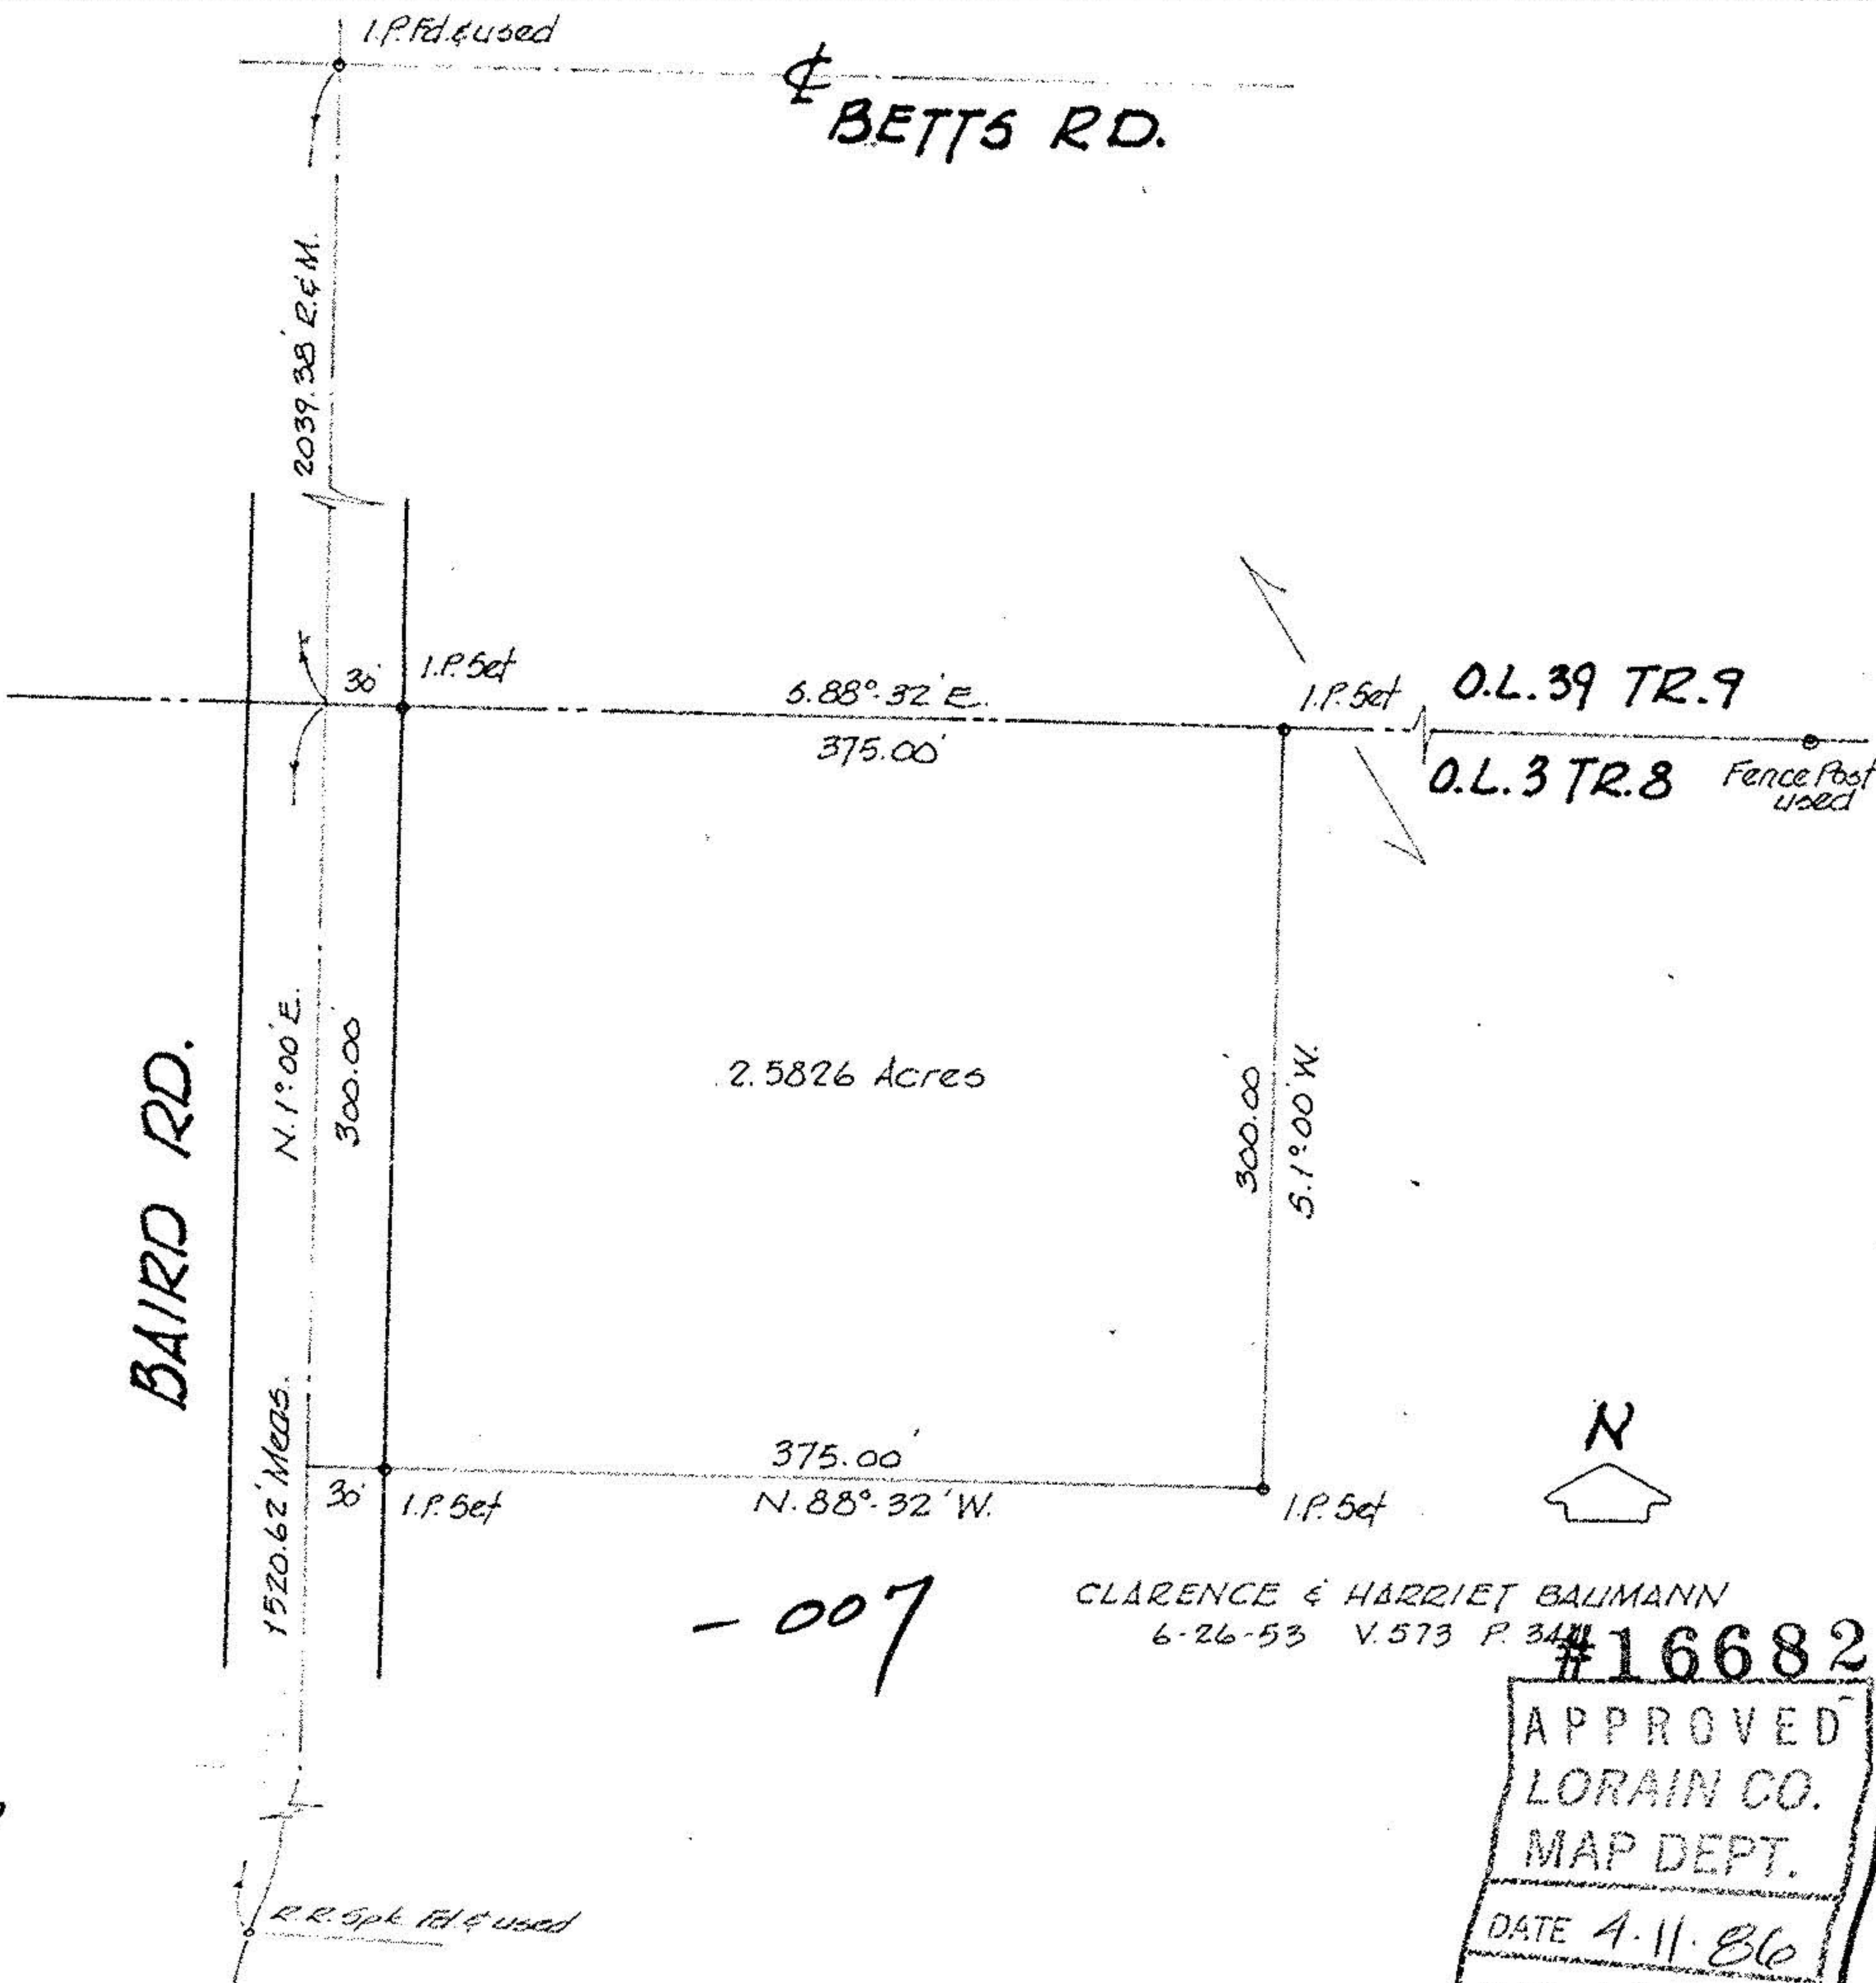 I.P. Fd. & used
℄
BETTS RD.
2039.38' R.& M.
30'
I.P. Set
S.88°-32'E.
375.00'
I.P. Set
O.L.39 TR.9
O.L.3 TR.8
Fence Post
used
BAIRD RD.
N.1°00'E.
300.00'
2.5826 Acres
300.00'
S.1°00'W.
1520.62' Meas.
30'
I.P. Set
375.00'
N.88°-32'W.
I.P. Set
N
-007
CLARENCE & HARRIET BAUMANN
6-26-53 V.573 P.
#16682
APPROVED
LORAIN CO.
MAP DEPT.
DATE 4-11-86
R.R. Spk. Fd. & used